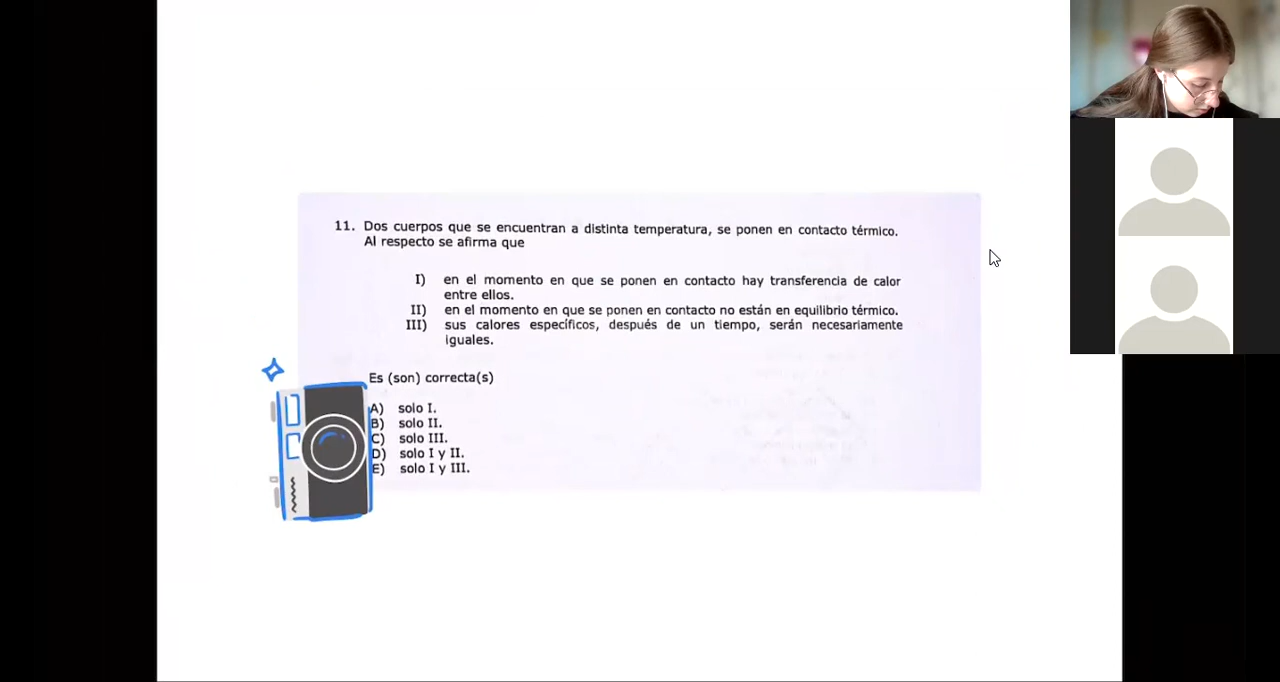 11. Dos cuerpos que se encuentran a distinta temperatura, se ponen en contacto térmico.
Al respecto se afirma que
I) en el momento en que se ponen en contacto hay transferencia de calor
entre ellos.
II) en el momento en que se ponen en contacto no están en equilibrio térmico.
III) sus calores específicos, después de un tiempo, serán necesariamente
iguales.
Es (son) correcta(s)
A) solo I.
B) solo II.
C) solo III.
D) solo I y II.
E) solo I y III.